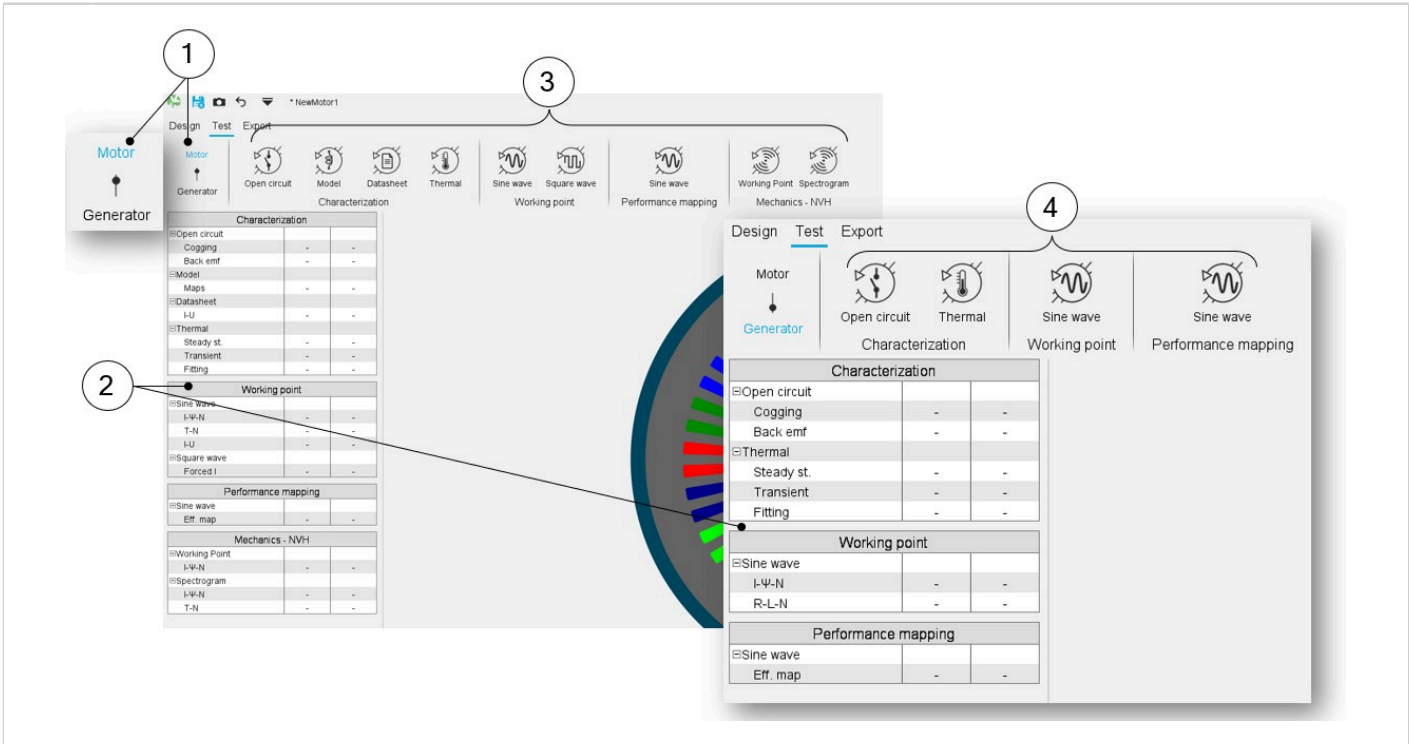 1
3
* NewMotor1
Design Test Export
Motor
Generator
Motor
Generator
Open circuit Model Datasheet Thermal
Characterization
Sine wave Square wave
Working point
Sine wave
Performance mapping
Working Point Spectrogram
Mechanics - NVH
Characterization
Open circuit
Cogging - -
Back emf - -
Model
Maps - -
Datasheet
I-U - -
Thermal
Steady st. - -
Transient - -
Fitting - -
2
Working point
Sine wave
I-Ψ-N - -
T-N - -
I-U - -
Square wave
Forced I - -
Performance mapping
Sine wave
Eff. map - -
Mechanics - NVH
Working Point
I-Ψ-N - -
Spectrogram
I-Ψ-N - -
T-N - -
4
Design Test Export
Motor
Generator
Open circuit Thermal
Characterization
Sine wave
Working point
Sine wave
Performance mapping
Characterization
Open circuit
Cogging - -
Back emf - -
Thermal
Steady st. - -
Transient - -
Fitting - -
Working point
Sine wave
I-Ψ-N - -
R-L-N - -
Performance mapping
Sine wave
Eff. map - -